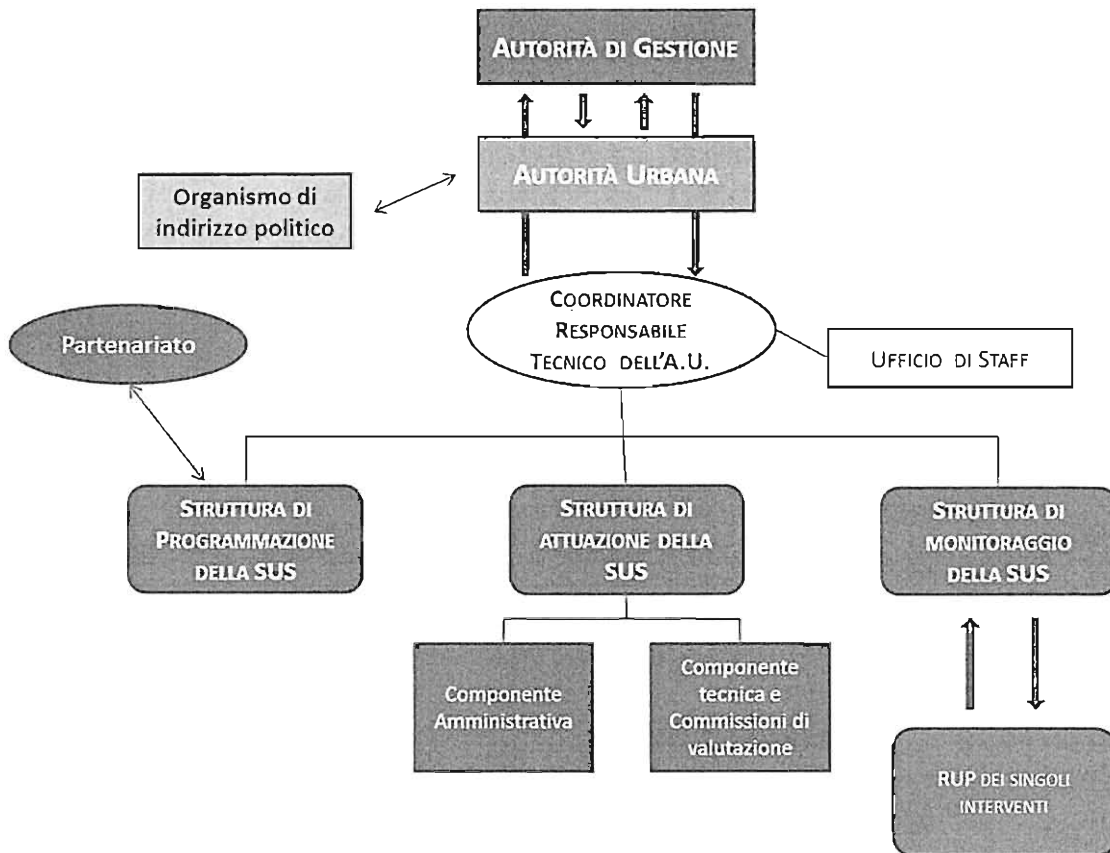 AUTORITÀ DI GESTIONE
AUTORITÀ URBANA
Organismo di
indirizzo politico
COORDINATORE
RESPONSABILE
TECNICO DELL'A.U.
Partenariato
UFFICIO DI STAFF
STRUTTURA DI
PROGRAMMAZIONE
DELLA SUS
STRUTTURA DI
ATTUAZIONE DELLA
SUS
STRUTTURA DI
MONITORAGGIO
DELLA SUS
Componente
Amministrativa
Componente
tecnica e
Commissioni di
valutazione
RUP DEI SINGOLI
INTERVENTI